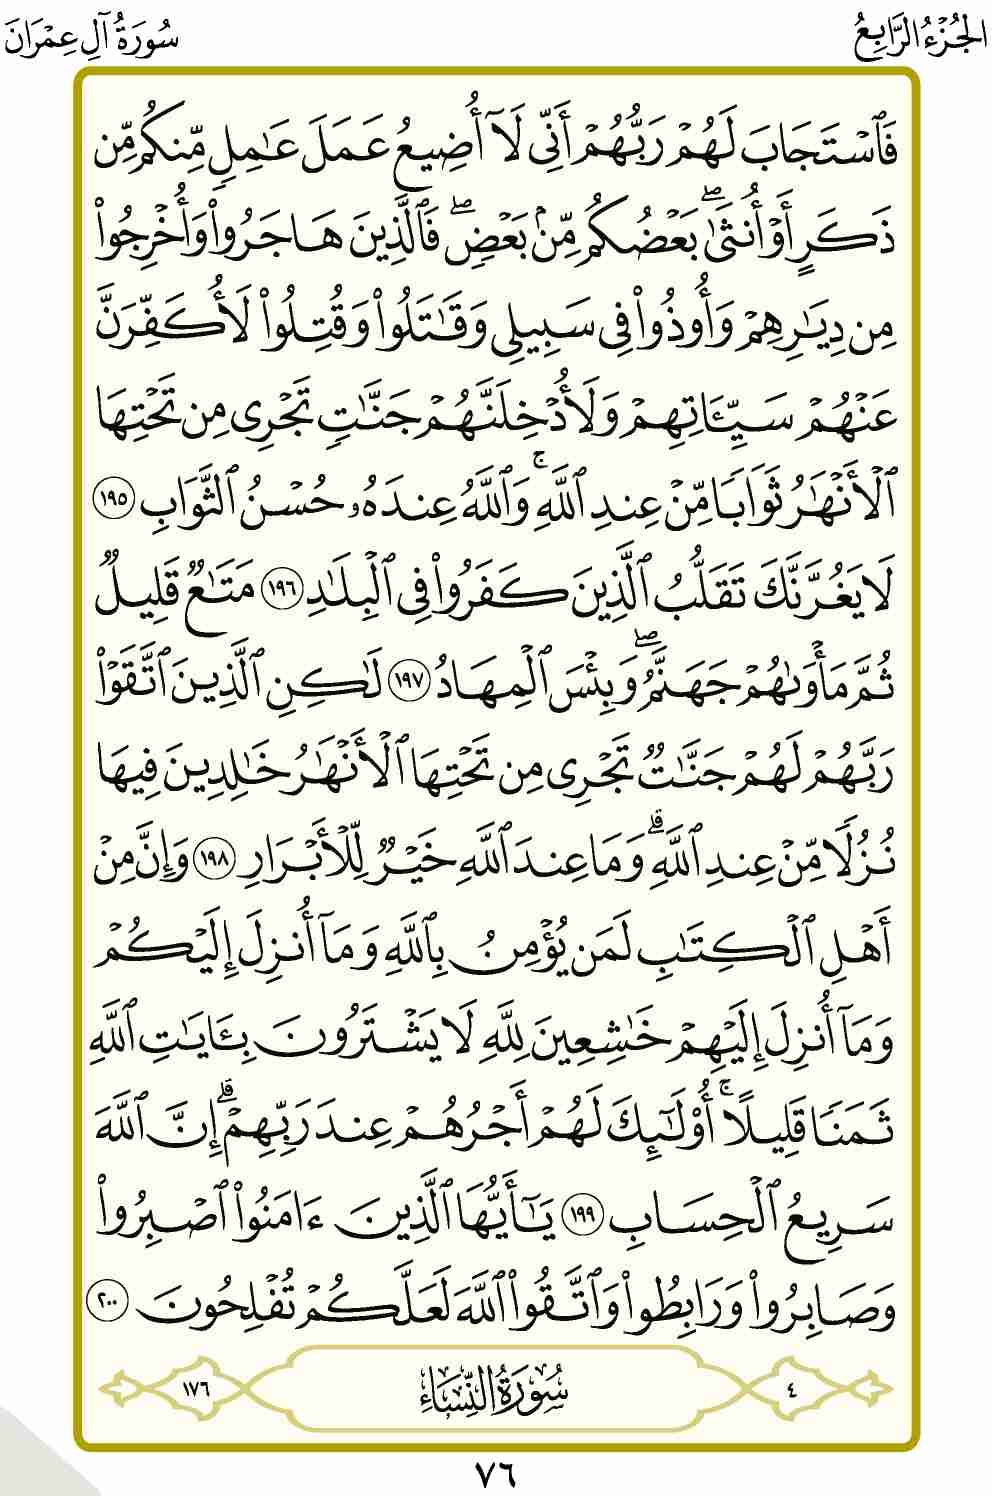 الجُزْءُ الرَّابِعُ
سُورَةُ آلِ عِمْرَانَ
فَٱسْتَجَابَ لَهُمْ رَبُّهُمْ أَنِّى لَآ أُضِيعُ عَمَلَ عَٰمِلٍ مِّنكُم مِّن
ذَكَرٍ أَوْ أُنثَىٰۖ بَعْضُكُم مِّنۢ بَعْضٍۖ فَٱلَّذِينَ هَاجَرُوا۟ وَأُخْرِجُوا۟
مِن دِيَٰرِهِمْ وَأُوذُوا۟ فِى سَبِيلِى وَقَٰتَلُوا۟ وَقُتِلُوا۟ لَأُكَفِّرَنَّ
عَنْهُمْ سَيِّـَٔاتِهِمْ وَلَأُدْخِلَنَّهُمْ جَنَّٰتٍ تَجْرِى مِن تَحْتِهَا
ٱلْأَنْهَٰرُ ثَوَابًا مِّنْ عِندِ ٱللَّهِۚ وَٱللَّهُ عِندَهُۥ حُسْنُ ٱلثَّوَابِ ١٩٥
لَا يَغُرَّنَّكَ تَقَلُّبُ ٱلَّذِينَ كَفَرُوا۟ فِى ٱلْبِلَٰدِ ١٩٦ مَتَٰعٌ قَلِيلٌ
ثُمَّ مَأْوَىٰهُمْ جَهَنَّمُۖ وَبِئْسَ ٱلْمِهَادُ ١٩٧ لَٰكِنِ ٱلَّذِينَ ٱتَّقَوْا۟
رَبَّهُمْ لَهُمْ جَنَّٰتٌ تَجْرِى مِن تَحْتِهَا ٱلْأَنْهَٰرُ خَٰلِدِينَ فِيهَا
نُزُلًا مِّنْ عِندِ ٱللَّهِۗ وَمَا عِندَ ٱللَّهِ خَيْرٌ لِّلْأَبْرَارِ ١٩٨ وَإِنَّ مِنْ
أَهْلِ ٱلْكِتَٰبِ لَمَن يُؤْمِنُ بِٱللَّهِ وَمَآ أُنزِلَ إِلَيْكُمْ
وَمَآ أُنزِلَ إِلَيْهِمْ خَٰشِعِينَ لِلَّهِ لَا يَشْتَرُونَ بِـَٔايَٰتِ ٱللَّهِ
ثَمَنًا قَلِيلًاۚ أُو۟لَٰٓئِكَ لَهُمْ أَجْرُهُمْ عِندَ رَبِّهِمْۗ إِنَّ ٱللَّهَ
سَرِيعُ ٱلْحِسَابِ ١٩٩ يَٰٓأَيُّهَا ٱلَّذِينَ ءَامَنُوا۟ ٱصْبِرُوا۟
وَصَابِرُوا۟ وَرَابِطُوا۟ وَٱتَّقُوا۟ ٱللَّهَ لَعَلَّكُمْ تُفْلِحُونَ ٢٠٠
٤ سُورَةُ النِّسَاءِ ١٧٦
٧٦